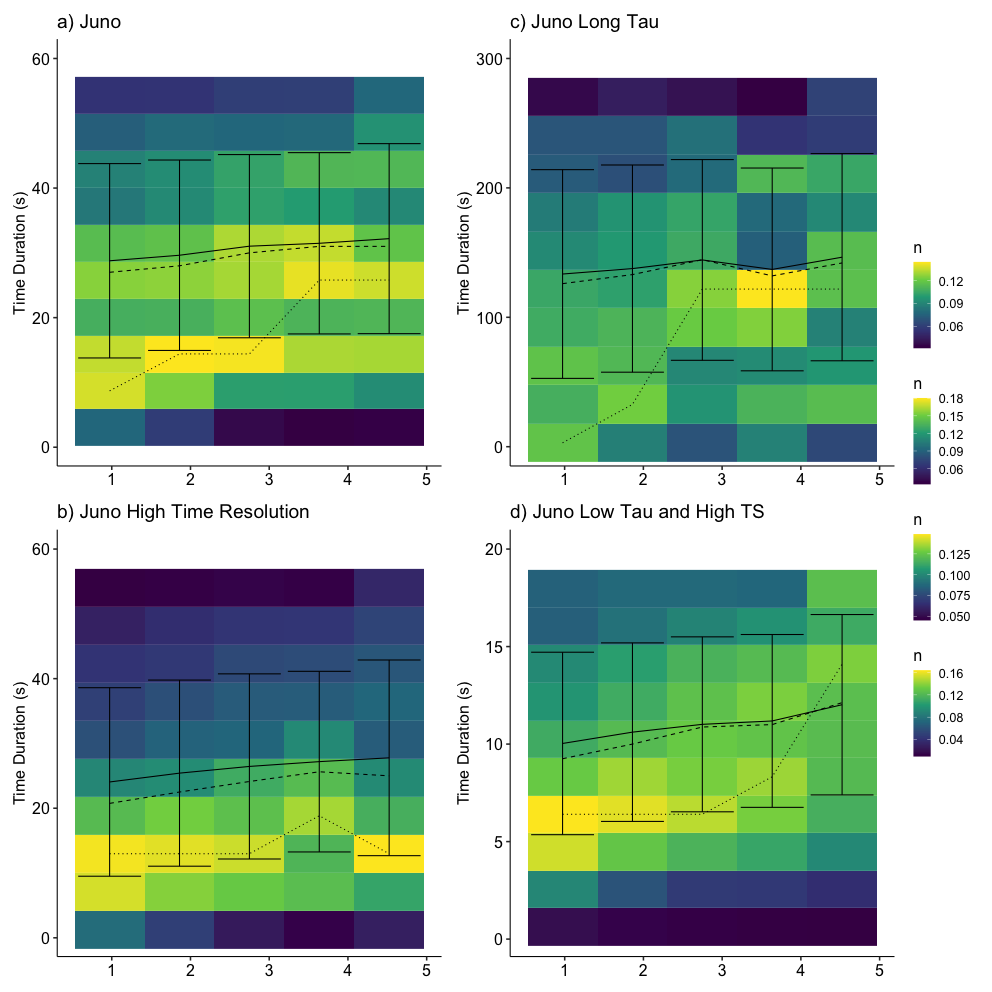 a) Juno
Time Duration (s)
60
40
20
0
1 2 3 4 5
c) Juno Long Tau
Time Duration (s)
300
200
100
0
1 2 3 4 5
b) Juno High Time Resolution
Time Duration (s)
60
40
20
0
1 2 3 4 5
d) Juno Low Tau and High TS
Time Duration (s)
20
15
10
5
0
1 2 3 4 5
n
0.12
0.09
0.06
n
0.18
0.15
0.12
0.09
0.06
n
0.125
0.100
0.075
0.050
n
0.16
0.12
0.08
0.04